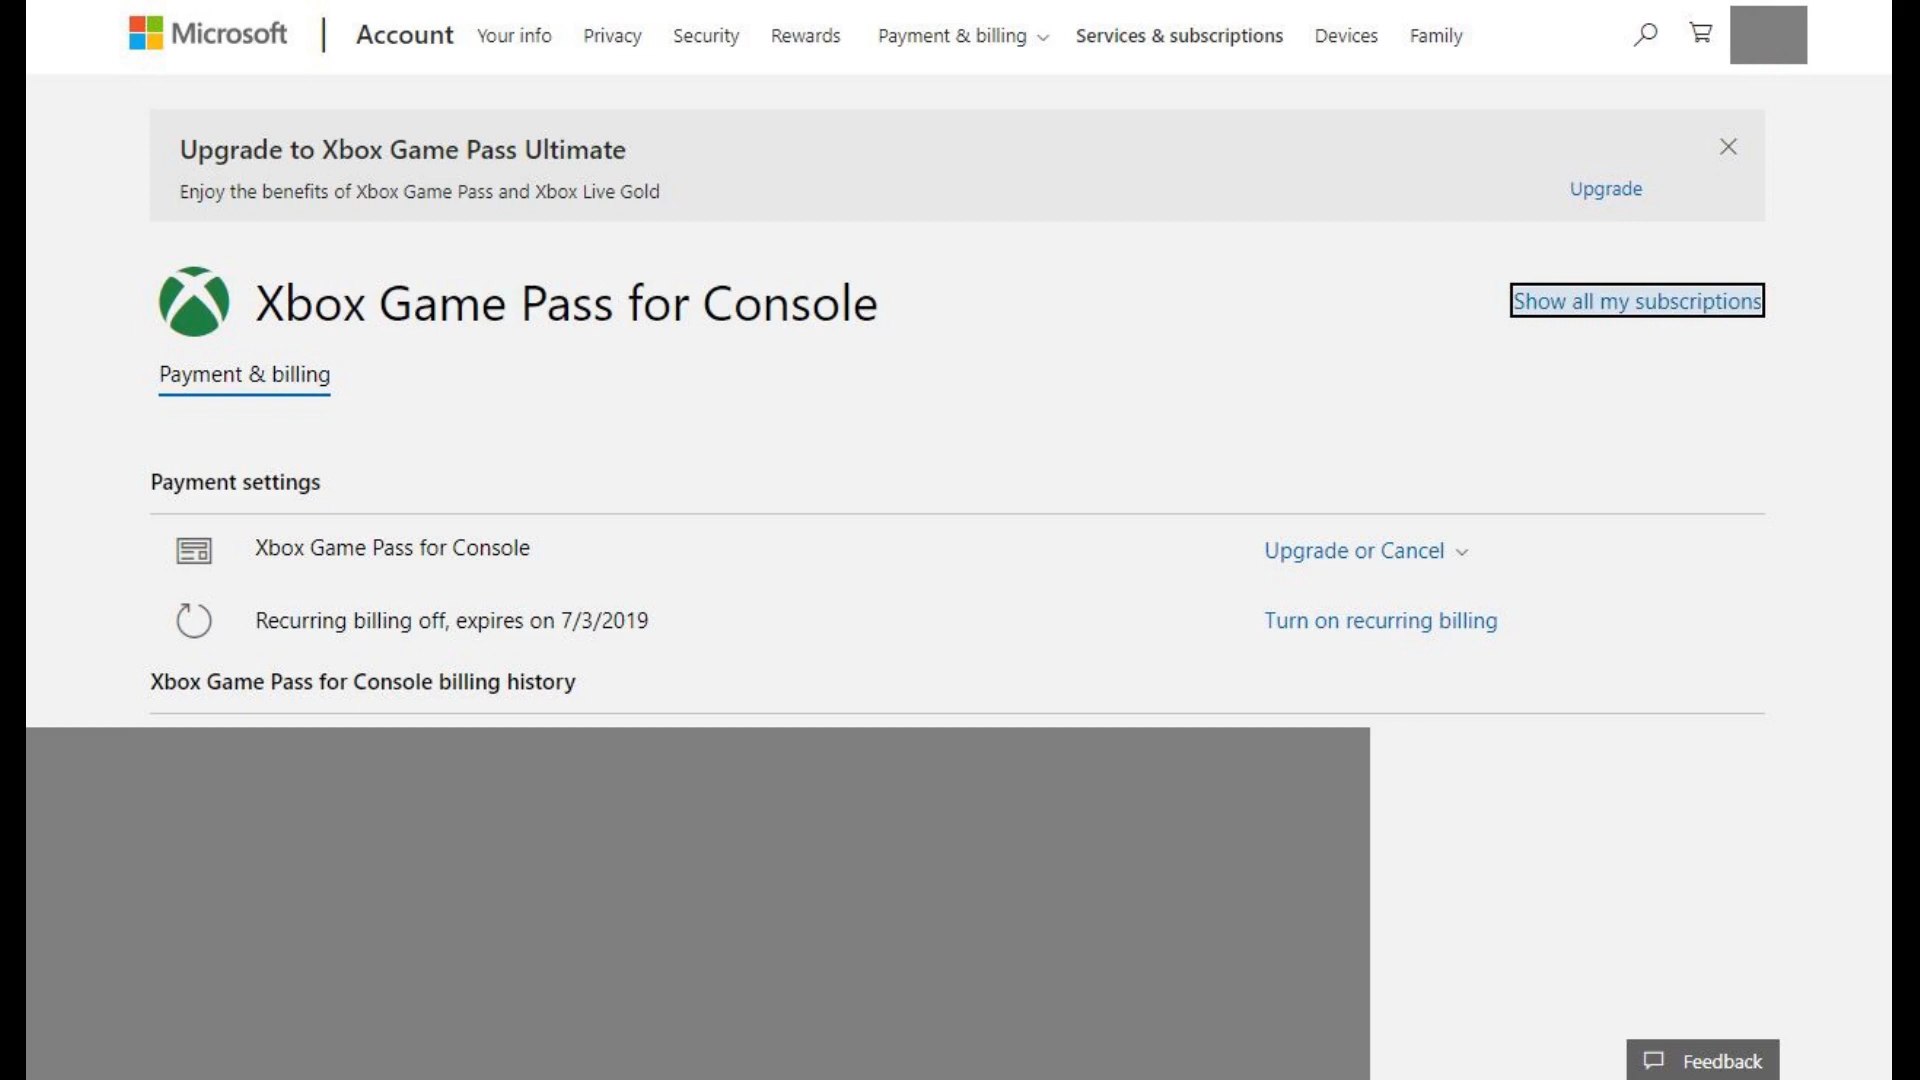 Microsoft | Account Your info Privacy Security Rewards Payment & billing Services & subscriptions Devices Family
Upgrade to Xbox Game Pass Ultimate
Enjoy the benefits of Xbox Game Pass and Xbox Live Gold
Upgrade
Xbox Game Pass for Console
Show all my subscriptions
Payment & billing
Payment settings
Xbox Game Pass for Console
Upgrade or Cancel
Recurring billing off, expires on 7/3/2019
Turn on recurring billing
Xbox Game Pass for Console billing history
Feedback